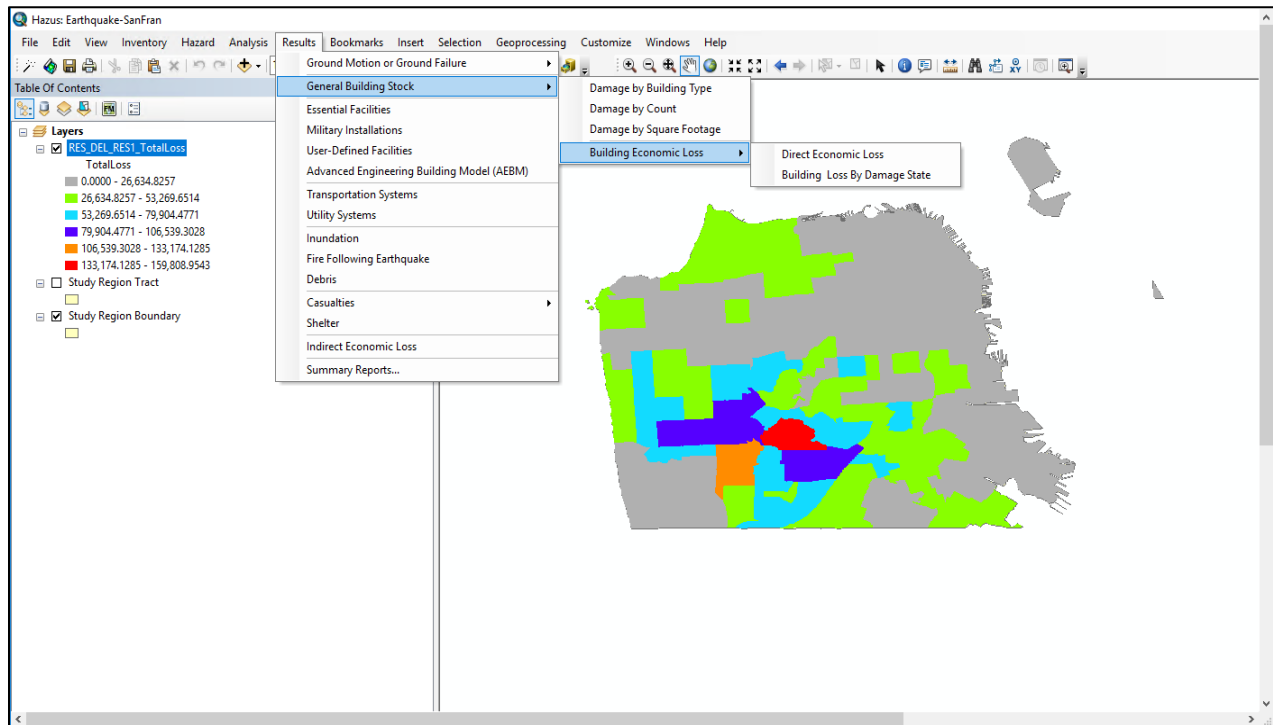 Hazus: Earthquake-SanFran
File Edit View Inventory Hazard Analysis Results Bookmarks Insert Selection Geoprocessing Customize Windows Help
Table Of Contents
Layers
RES_DEL_RES1_TotalLoss
TotalLoss
0.0000 - 26,634.8257
26,634.8257 - 53,269.6514
53,269.6514 - 79,904.4771
79,904.4771 - 106,539.3028
106,539.3028 - 133,174.1285
133,174.1285 - 159,808.9543
Study Region Tract
Study Region Boundary
Ground Motion or Ground Failure
General Building Stock
Essential Facilities
Military Installations
User-Defined Facilities
Advanced Engineering Building Model (AEBM)
Transportation Systems
Utility Systems
Inundation
Fire Following Earthquake
Debris
Casualties
Shelter
Indirect Economic Loss
Summary Reports...
Damage by Building Type
Damage by Count
Damage by Square Footage
Building Economic Loss
Direct Economic Loss
Building Loss By Damage State